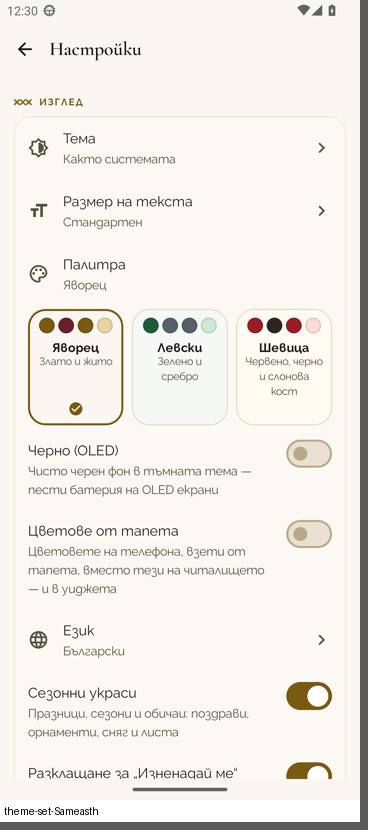 12:30
Настройки
ИЗГЛЕД
Тема
Както системата
Размер на текста
Стандартен
Палитра
Яворец
Яворец
Злато и жито
Левски
Зелено и
сребро
Шевица
Червено, черно
и слонова
кост
Черно (OLED)
Чисто черен фон в тъмната тема —
пести батерия на OLED екрани
Цветове от тапета
Цветовете на телефона, взети от
тапета, вместо тези на читалището
— и в уиджета
Език
Български
Сезонни украси
Празници, сезони и обичаи: поздрави,
орнаменти, сняг и листа
Разклащане за „Изненадай ме“
theme-set-Sameasth